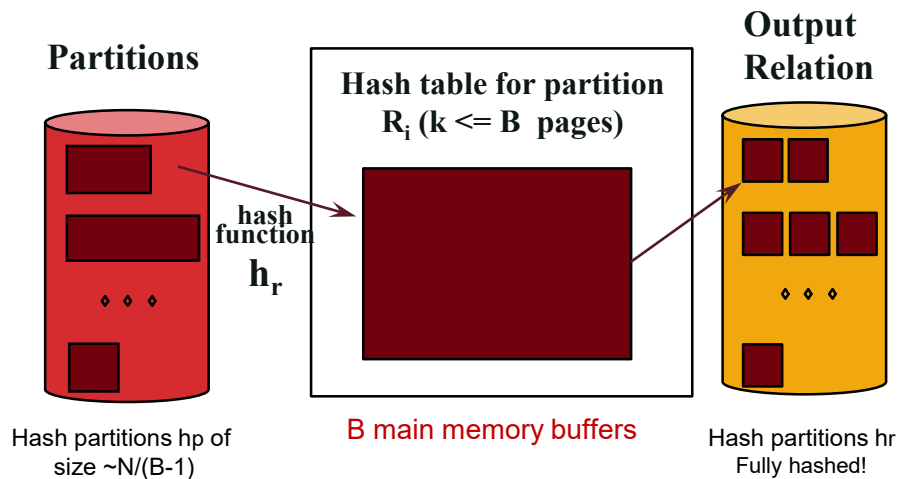 Partitions
Hash table for partition
Ri (k <= B pages)
Output
Relation
hash
function
hr
B main memory buffers
Hash partitions hp of
size ~N/(B-1)
Hash partitions hr
Fully hashed!